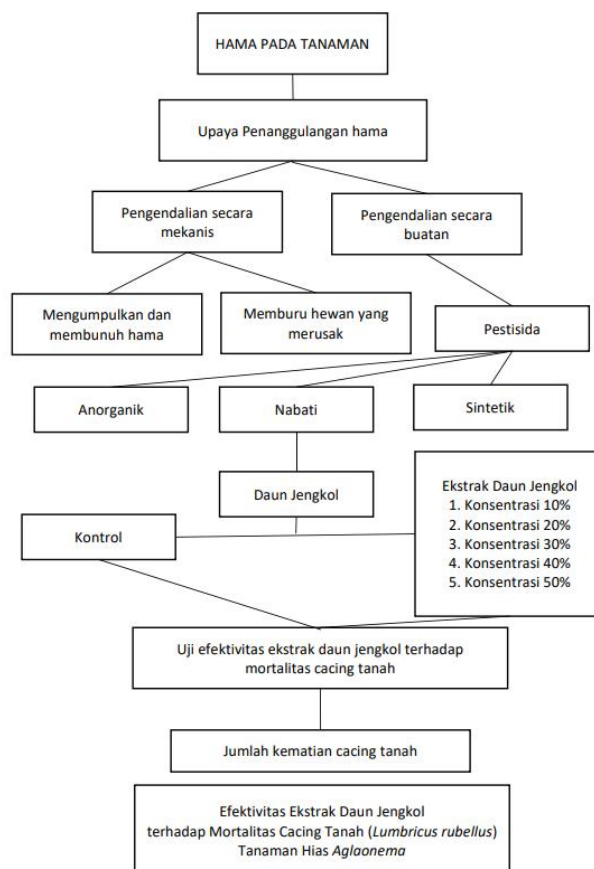 HAMA PADA TANAMAN
Upaya Penanggulangan hama
Pengendalian secara
mekanis
Pengendalian secara
buatan
Mengumpulkan dan
membunuh hama
Memburu hewan yang
merusak
Pestisida
Anorganik
Nabati
Sintetik
Daun Jengkol
Ekstrak Daun Jengkol
1. Konsentrasi 10%
2. Konsentrasi 20%
3. Konsentrasi 30%
4. Konsentrasi 40%
5. Konsentrasi 50%
Kontrol
Uji efektivitas ekstrak daun jengkol terhadap
mortalitas cacing tanah
Jumlah kematian cacing tanah
Efektivitas Ekstrak Daun Jengkol
terhadap Mortalitas Cacing Tanah (Lumbricus rubellus)
Tanaman Hias Aglaonema